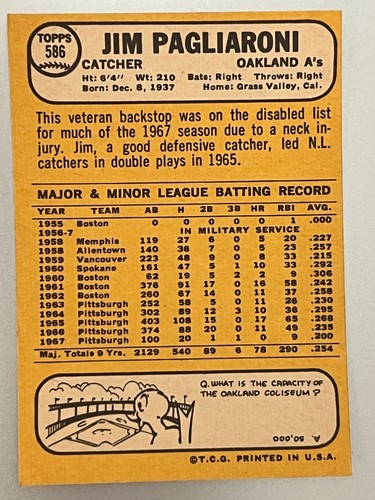 TOPPS
586
JIM PAGLIARONI
CATCHER OAKLAND A's
Ht: 6'4" Wt: 210 Bats: Right Throws: Right
Born: Dec. 8, 1937 Home: Grass Valley, Cal.
This veteran backstop was on the disabled list
for much of the 1967 season due to a neck in-
jury. Jim, a good defensive catcher, led N.L.
catchers in double plays in 1965.
MAJOR & MINOR LEAGUE BATTING RECORD
YEAR TEAM AB H 2B 3B HR RBI AVG.
1955 Boston 0 0 0 0 0 1 .000
1956-7 IN MILITARY SERVICE
1958 Memphis 119 27 6 0 5 20 .227
1958 Allentown 140 36 7 0 5 23 .257
1959 Vancouver 223 48 9 0 8 33 .215
1960 Spokane 161 47 5 1 10 32 .292
1960 Boston 62 19 5 2 2 9 .306
1961 Boston 376 91 17 0 16 58 .242
1962 Boston 260 67 14 0 11 37 .258
1963 Pittsburgh 252 58 5 0 11 26 .230
1964 Pittsburgh 302 89 12 3 10 36 .295
1965 Pittsburgh 403 108 15 0 17 65 .268
1966 Pittsburgh 374 88 20 0 11 49 .235
1967 Pittsburgh 100 20 1 1 0 9 .200
Maj. Totals 9 Yrs. 2129 540 89 6 78 290 .254
Q. WHAT IS THE CAPACITY OF
THE OAKLAND COLISEUM?
A. 50,000
©T.C.G. PRINTED IN U.S.A.